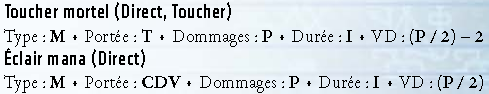 Toucher mortel (Direct, Toucher)
Type : M • Portée : T • Dommages : P • Durée : I • VD : (P / 2) – 2
Éclair mana (Direct)
Type : M • Portée : CDV • Dommages : P • Durée : I • VD : (P / 2)